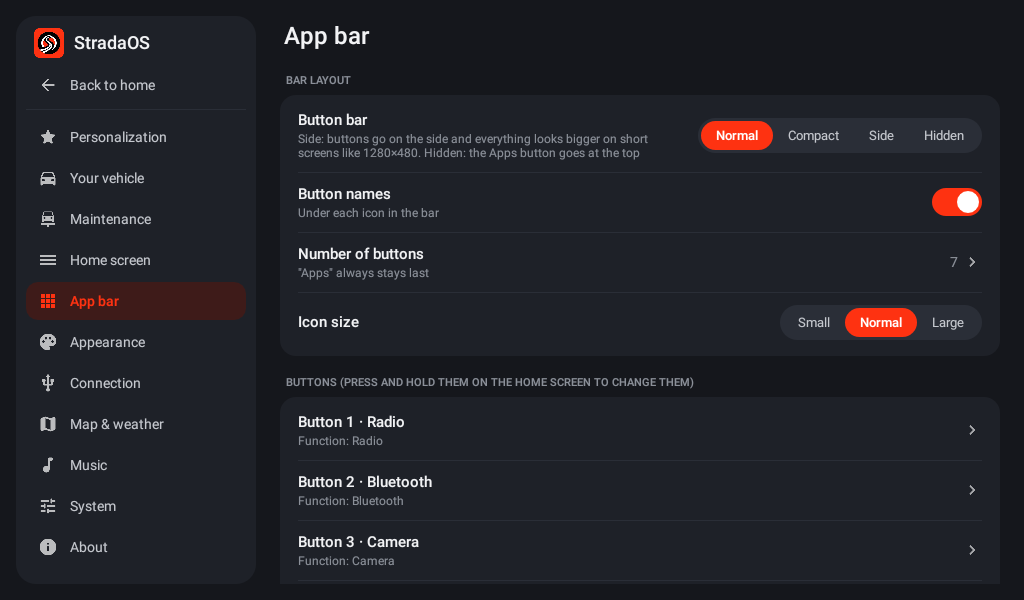 StradaOS
Back to home
Personalization
Your vehicle
Maintenance
Home screen
App bar
Appearance
Connection
Map & weather
Music
System
About
App bar
BAR LAYOUT
Button bar
Side: buttons go on the side and everything looks bigger on short
screens like 1280×480. Hidden: the Apps button goes at the top
Normal Compact Side Hidden
Button names
Under each icon in the bar
Number of buttons
"Apps" always stays last
7
Icon size
Small Normal Large
BUTTONS (PRESS AND HOLD THEM ON THE HOME SCREEN TO CHANGE THEM)
Button 1 · Radio
Function: Radio
Button 2 · Bluetooth
Function: Bluetooth
Button 3 · Camera
Function: Camera